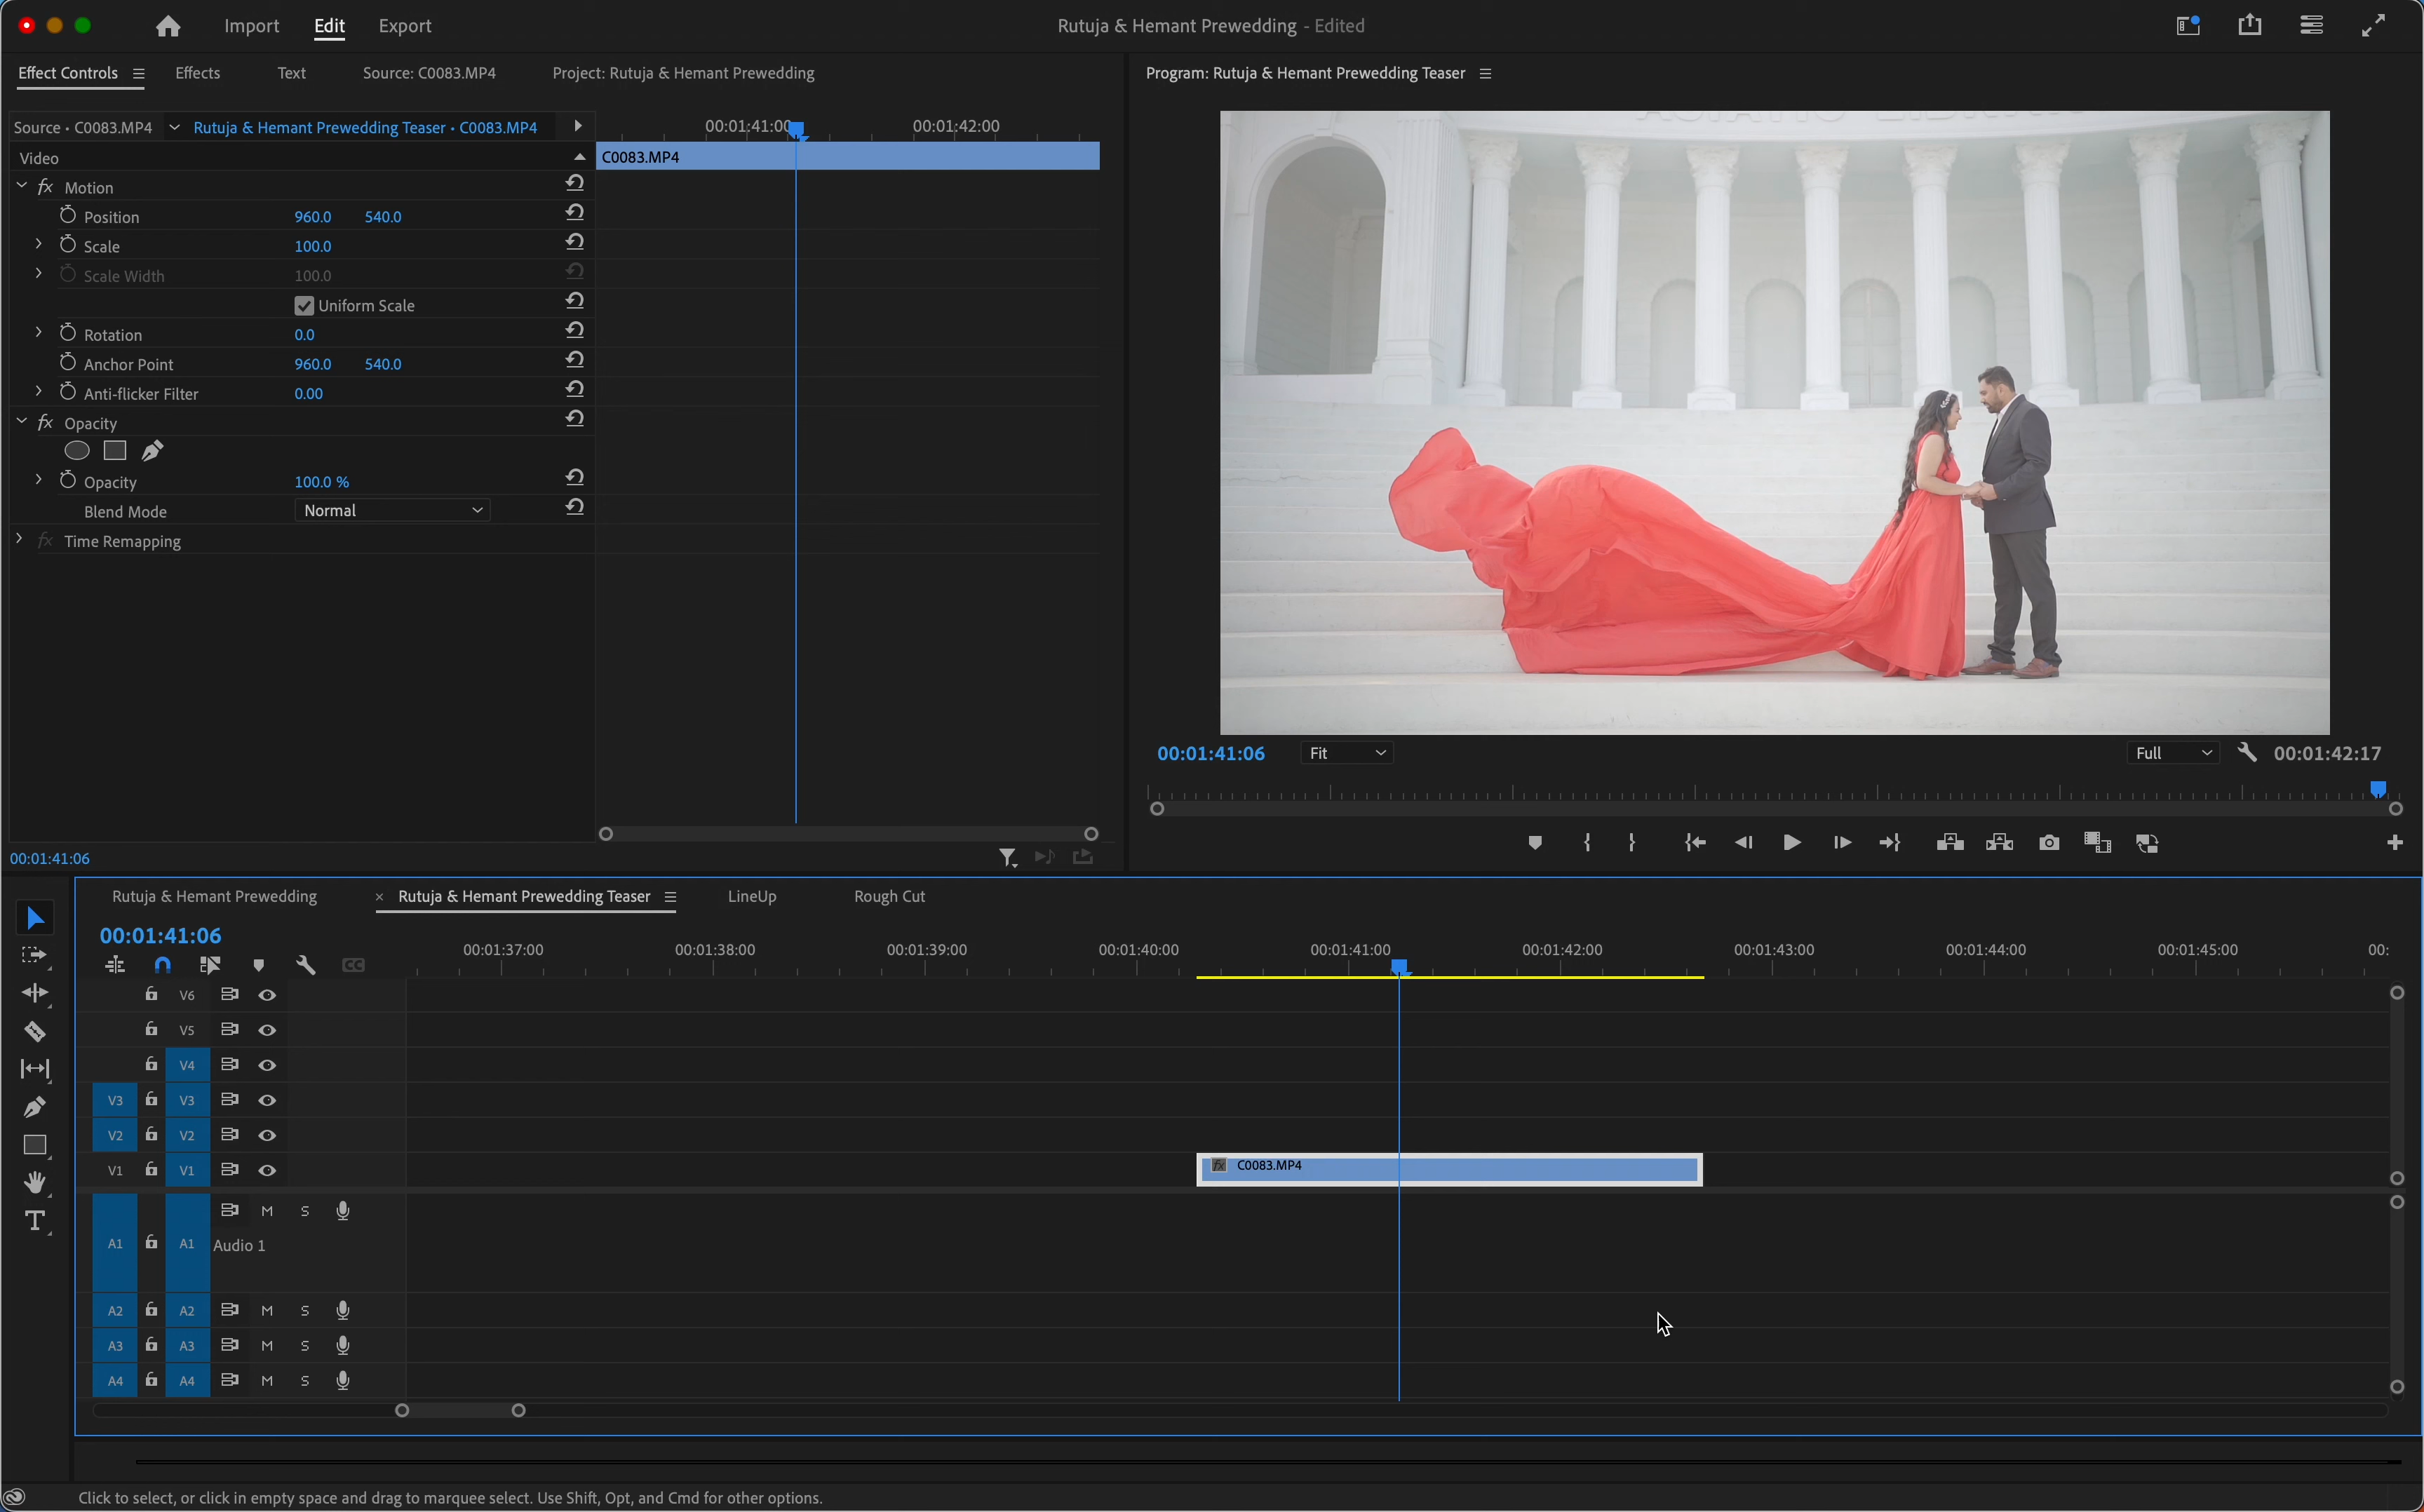 Import Edit Export Rutuja & Hemant Prewedding - Edited
Effect Controls Effects Text Source: C0083.MP4 Project: Rutuja & Hemant Prewedding
Program: Rutuja & Hemant Prewedding Teaser
ASIATIC LIBRARY
Source • C0083.MP4 Rutuja & Hemant Prewedding Teaser • C0083.MP4 00:01:41:00 00:01:42:00
Video C0083.MP4
fx Motion
Position 960.0 540.0
Scale 100.0
Scale Width 100.0
Uniform Scale
Rotation 0.0
Anchor Point 960.0 540.0
Anti-flicker Filter 0.00
fx Opacity
Opacity 100.0 %
Blend Mode Normal
fx Time Remapping
00:01:41:06 Fit Full 00:01:42:17
00:01:41:06
Rutuja & Hemant Prewedding × Rutuja & Hemant Prewedding Teaser LineUp Rough Cut
00:01:41:06
00:01:37:00 00:01:38:00 00:01:39:00 00:01:40:00 00:01:41:00 00:01:42:00 00:01:43:00 00:01:44:00 00:01:45:00 00:
CC
V6
V5
V4
V3 V3
V2 V2
V1 V1 fx C0083.MP4
M S
A1 A1 Audio 1
A2 A2 M S
A3 A3 M S
A4 A4 M S
T
Click to select, or click in empty space and drag to marquee select. Use Shift, Opt, and Cmd for other options.